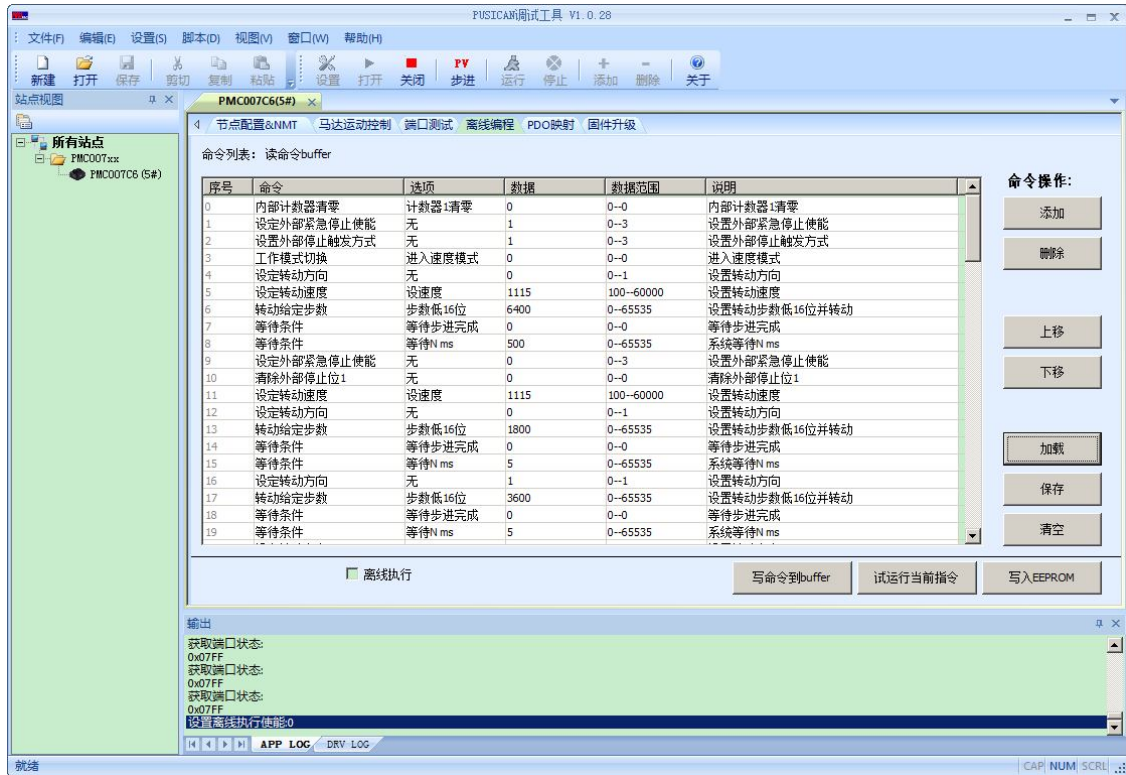 PUSICAN调试工具 V1.0.28
文件(F) 编辑(E) 设置(S) 脚本(D) 视图(V) 窗口(W) 帮助(H)
新建 打开 保存 剪切 复制 粘贴 设置 打开 关闭 PV 步进 运行 停止 添加 删除 关于
站点视图
所有站点
PMC007xx
PMC007C6 (5#)
PMC007C6(5#)
节点配置&NMT 马达运动控制 端口测试 离线编程 PDO映射 固件升级
命令列表: 读命令buffer
序号 命令 选项 数据 数据范围 说明
0 内部计数器清零 计数器1清零 0 0--0 内部计数器1清零
1 设定外部紧急停止使能 无 1 0--3 设置外部紧急停止使能
2 设置外部停止触发方式 无 1 0--3 设置外部停止触发方式
3 工作模式切换 进入速度模式 0 0--0 进入速度模式
4 设定转动方向 无 0 0--1 设置转动方向
5 设定转动速度 设速度 1115 100--60000 设置转动速度
6 转动给定步数 步数低16位 6400 0--65535 设置转动步数低16位并转动
7 等待条件 等待步进完成 0 0--0 等待步进完成
8 等待条件 等待N ms 500 0--65535 系统等待N ms
9 设定外部紧急停止使能 无 0 0--3 设置外部紧急停止使能
10 清除外部停止位1 无 0 0--0 清除外部停止位1
11 设定转动速度 设速度 1115 100--60000 设置转动速度
12 设定转动方向 无 0 0--1 设置转动方向
13 转动给定步数 步数低16位 1800 0--65535 设置转动步数低16位并转动
14 等待条件 等待步进完成 0 0--0 等待步进完成
15 等待条件 等待N ms 5 0--65535 系统等待N ms
16 设定转动方向 无 1 0--1 设置转动方向
17 转动给定步数 步数低16位 3600 0--65535 设置转动步数低16位并转动
18 等待条件 等待步进完成 0 0--0 等待步进完成
19 等待条件 等待N ms 5 0--65535 系统等待N ms
命令操作:
添加
删除
上移
下移
加载
保存
清空
离线执行 写命令到buffer 试运行当前指令 写入EEPROM
输出
获取端口状态:
0x07FF
获取端口状态:
0x07FF
获取端口状态:
0x07FF
设置离线执行使能:0
APP LOG DRV LOG
就绪 CAP NUM SCRL